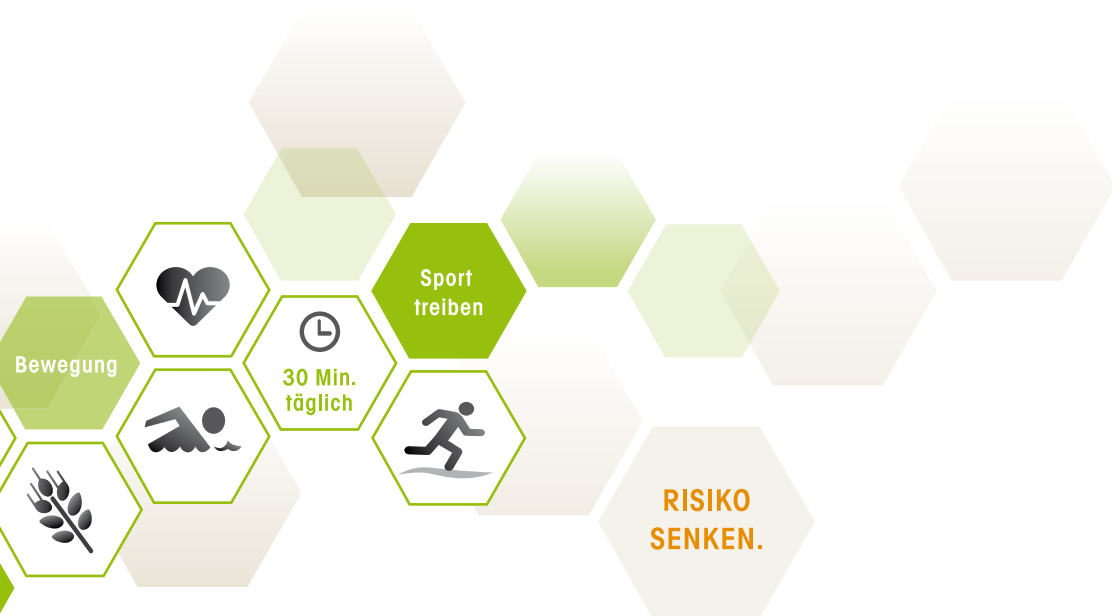 Sport
treiben
Bewegung
30 Min.
täglich
RISIKO
SENKEN.